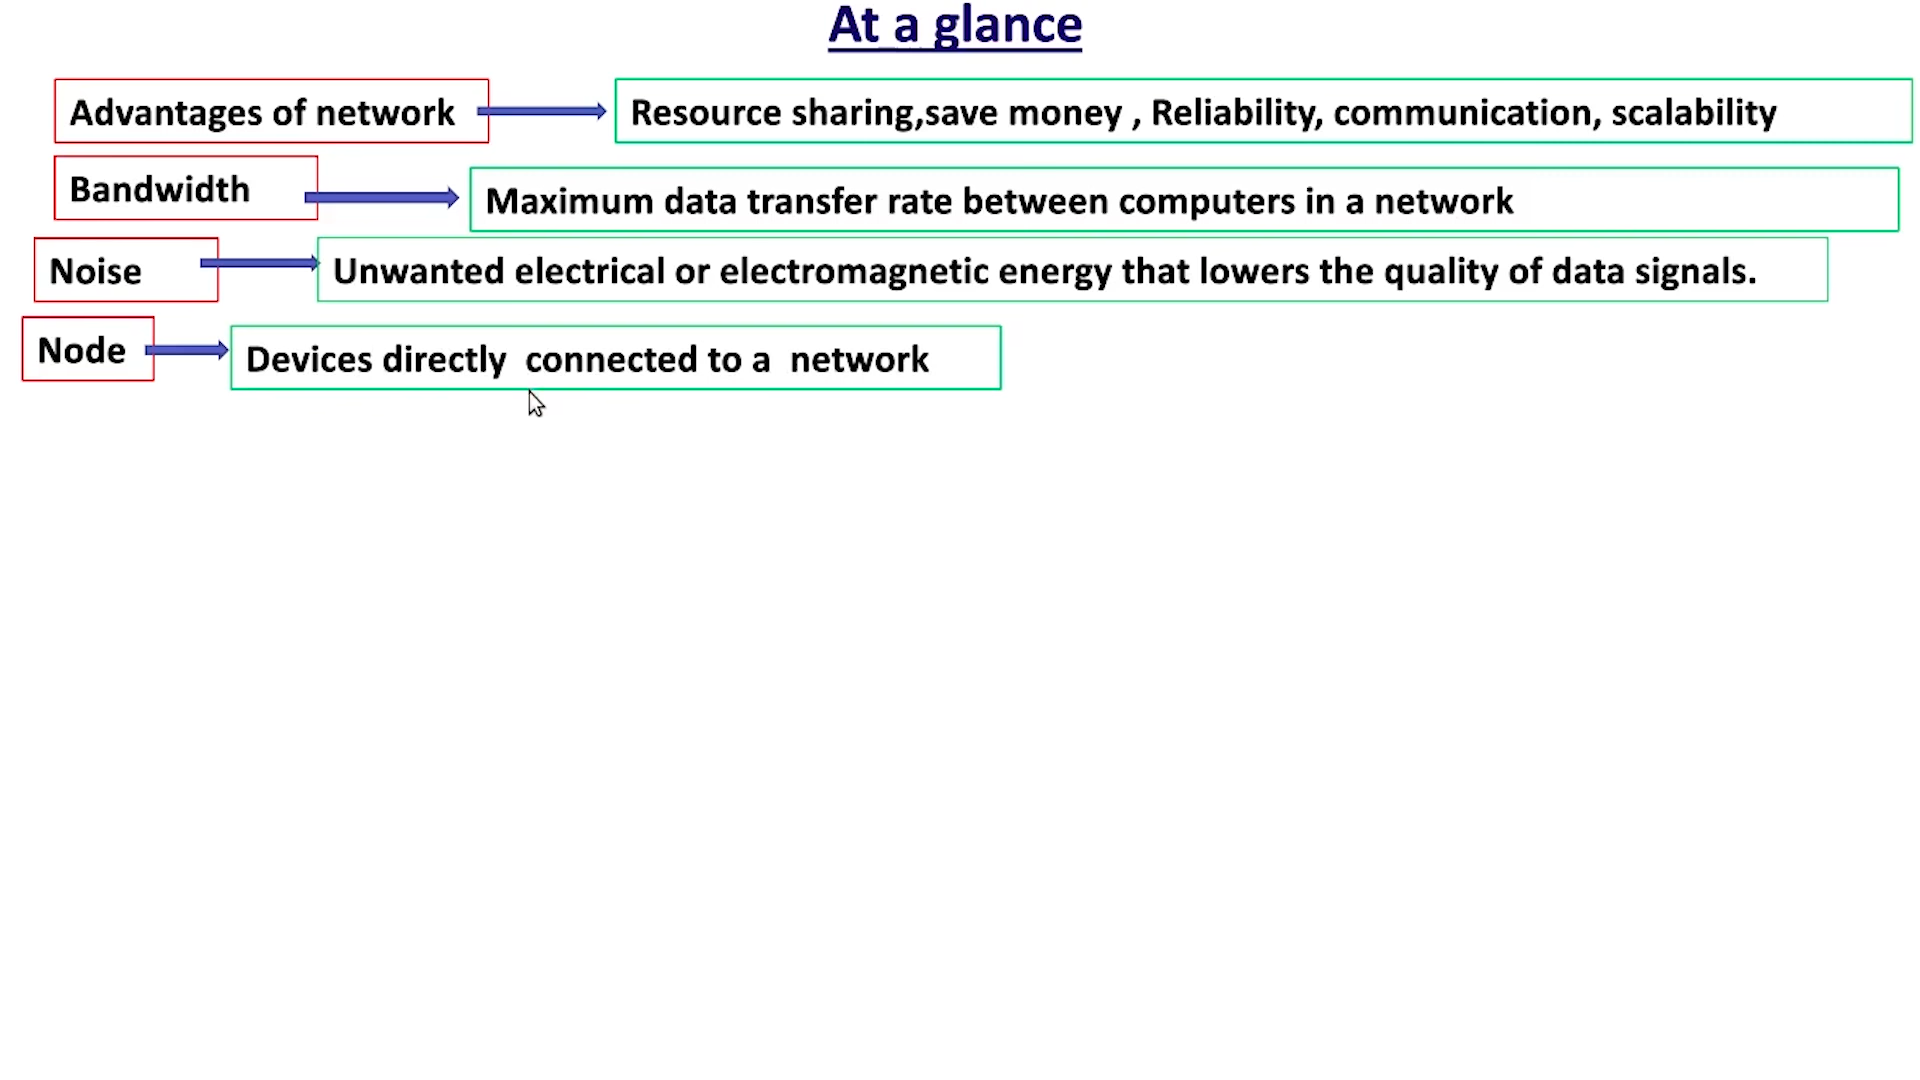 At a glance
Advantages of network
Resource sharing,save money , Reliability, communication, scalability
Bandwidth
Maximum data transfer rate between computers in a network
Noise
Unwanted electrical or electromagnetic energy that lowers the quality of data signals.
Node
Devices directly  connected to a  network